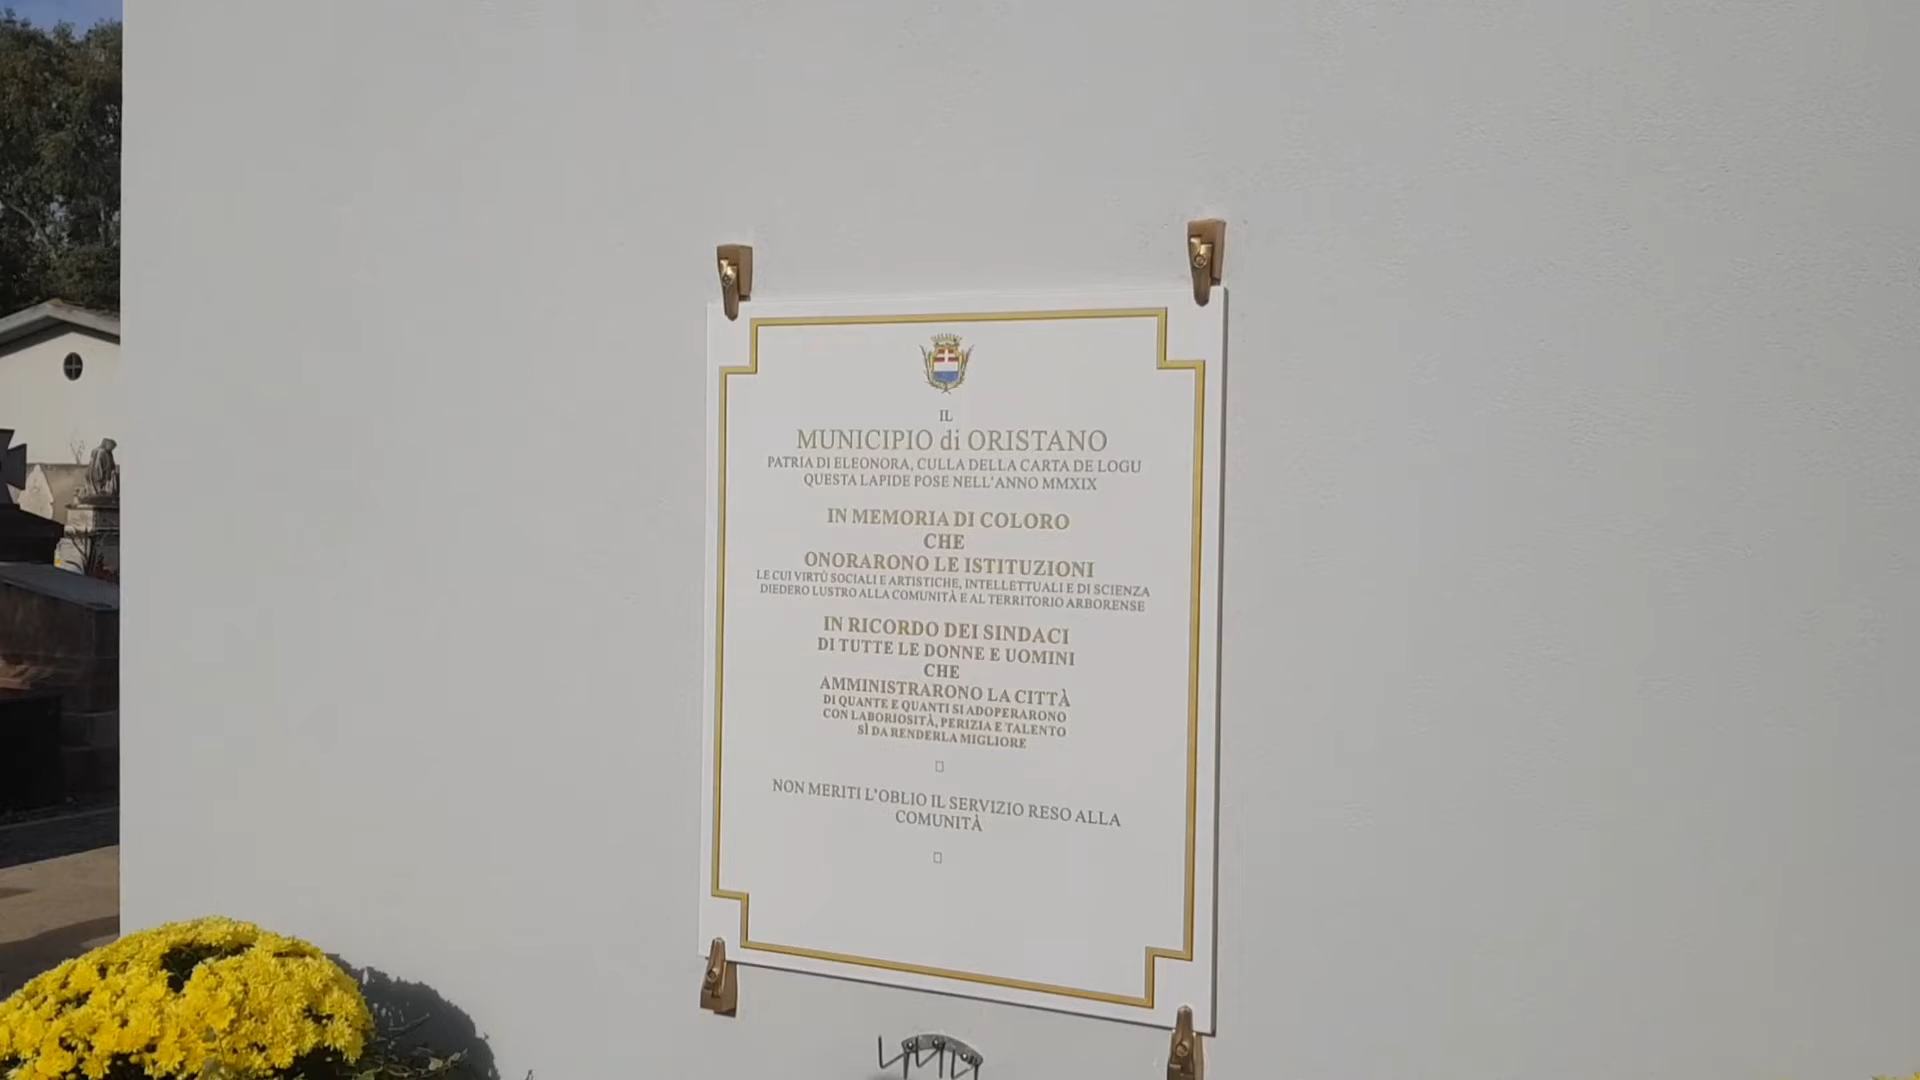 IL
MUNICIPIO di ORISTANO
PATRIA DI ELEONORA, CULLA DELLA CARTA DE LOGU
QUESTA LAPIDE POSE NELL'ANNO MMXIX
IN MEMORIA DI COLORO
CHE
ONORARONO LE ISTITUZIONI
LE CUI VIRTÙ SOCIALI E ARTISTICHE, INTELLETTUALI E DI SCIENZA
DIEDERO LUSTRO ALLA COMUNITÀ E AL TERRITORIO ARBORENSE
IN RICORDO DEI SINDACI
DI TUTTE LE DONNE E UOMINI
CHE
AMMINISTRARONO LA CITTÀ
DI QUANTE E QUANTI SI ADOPERARONO
CON LABORIOSITÀ, PERIZIA E TALENTO
SÌ DA RENDERLA MIGLIORE
NON MERITI L'OBLIO IL SERVIZIO RESO ALLA
COMUNITÀ